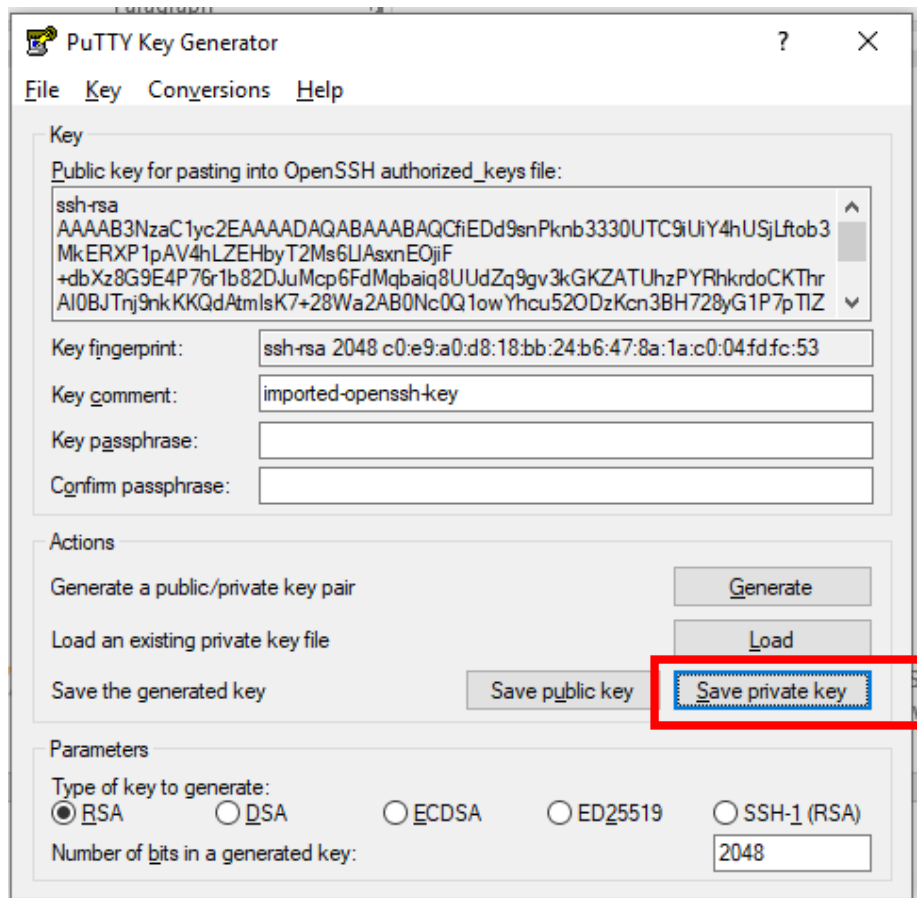 Paragraph
PuTTY Key Generator
?
File Key Conversions Help
Key
Public key for pasting into OpenSSH authorized_keys file:
ssh-rsa
AAAAB3NzaC1yc2EAAAADAQABAAABAQCfiEDd9snPknb3330UTC9iUiY4hUSjLftob3
MkERXP1pAV4hLZEHbyT2Ms6LIAsxnEOjiF
+dbXz8G9E4P76r1b82DJuMcp6FdMqbaiq8UUdZq9gv3kGKZATUhzPYRhkrdoCKThr
AI0BJTnj9nkKKQdAtmIsK7+28Wa2AB0Nc0Q1owYhcu52ODzKcn3BH728yG1P7pTIZ
Key fingerprint: ssh-rsa 2048 c0:e9:a0:d8:18:bb:24:b6:47:8a:1a:c0:04:fd:fc:53
Key comment: imported-openssh-key
Key passphrase:
Confirm passphrase:
Actions
Generate a public/private key pair Generate
Load an existing private key file Load
Save the generated key Save public key Save private key
Parameters
Type of key to generate:
RSA DSA ECDSA ED25519 SSH-1 (RSA)
Number of bits in a generated key: 2048